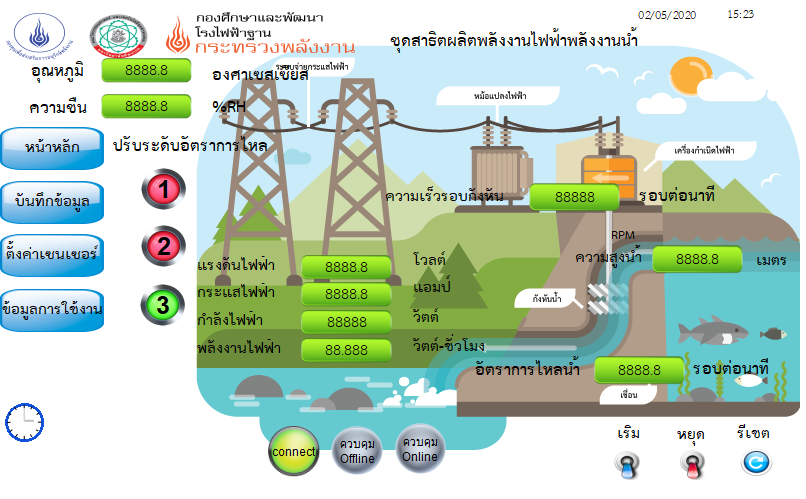 กองศึกษาและพัฒนา
โรงไฟฟ้าฐาน
กระทรวงพลังงาน
02/05/2020 15:23
ชุดสาธิตผลิตพลังงานไฟฟ้าพลังงานน้ำ
อุณหภูมิ 8888.8 องศาเซลเซียส
ระบบจ่ายกระแสไฟฟ้า
ความชื้น 8888.8 %RH
หม้อแปลงไฟฟ้า
หน้าหลัก
ปรับระดับอัตราการไหล
เครื่องกำเนิดไฟฟ้า
1
บันทึกข้อมูล
ความเร็วรอบกังหัน 88888 รอบต่อนาที
RPM
2
ตั้งค่าเซนเซอร์
แรงดันไฟฟ้า 8888.8 โวลต์
ความสูงน้ำ 8888.8 เมตร
กระแสไฟฟ้า 8888.8 แอมป์
กังหันน้ำ
3
ข้อมูลการใช้งาน
กำลังไฟฟ้า 88888 วัตต์
พลังงานไฟฟ้า 88.888 วัตต์-ชั่วโมง
อัตราการไหลน้ำ 8888.8 รอบต่อนาที
เขื่อน
connect
ควบคุม
Offline
ควบคุม
Online
เริ่ม หยุด รีเซต